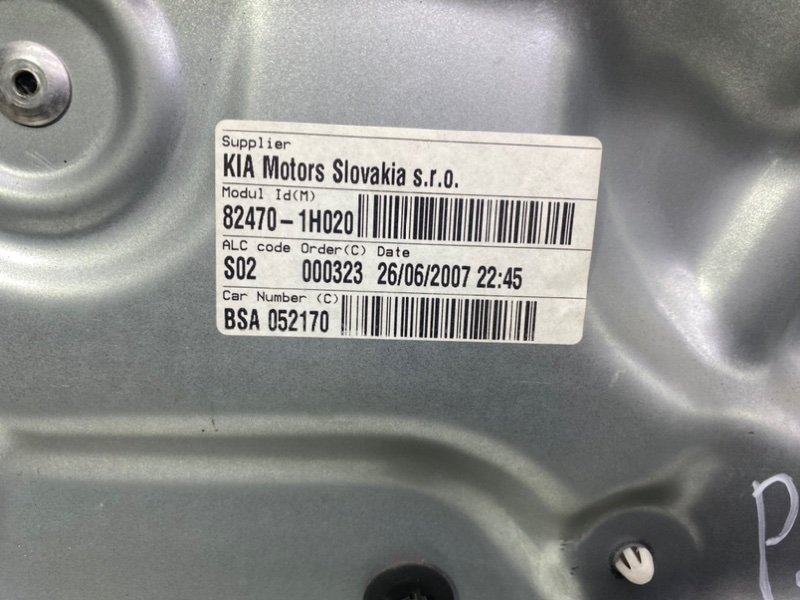 Supplier
KIA Motors Slovakia s.r.o.
Modul Id(M)
82470-1H020
ALC code Order(C) Date
S02 000323 26/06/2007 22:45
Car Number (C)
BSA 052170
P